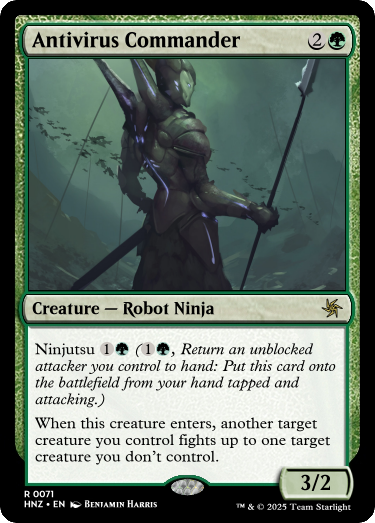 Antivirus Commander 2
Creature — Robot Ninja
Ninjutsu 1 (1, Return an unblocked
attacker you control to hand: Put this card onto
the battlefield from your hand tapped and
attacking.)
When this creature enters, another target
creature you control fights up to one target
creature you don't control.
3/2
R 0071
HNZ • EN Benjamin Harris
™ & © 2025 Team Starlight